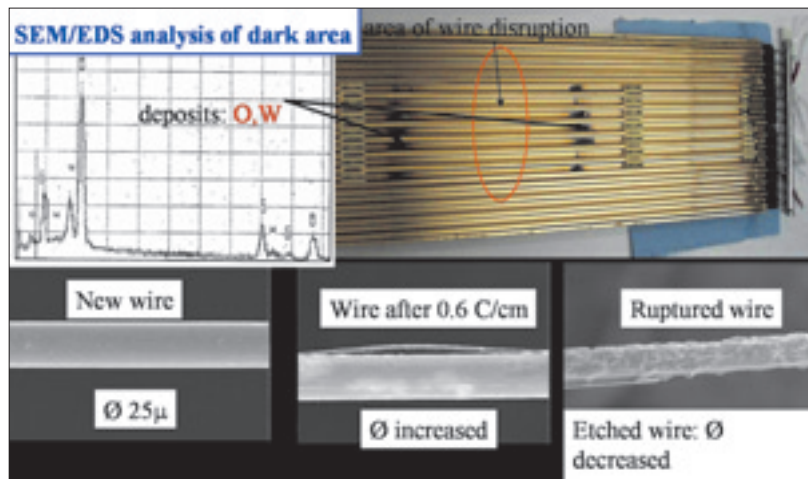 SEM/EDS analysis of dark area
area of wire disruption
deposits: O,W
New wire
Ø 25μ
Wire after 0.6 C/cm
Ø increased
Ruptured wire
Etched wire: Ø
decreased